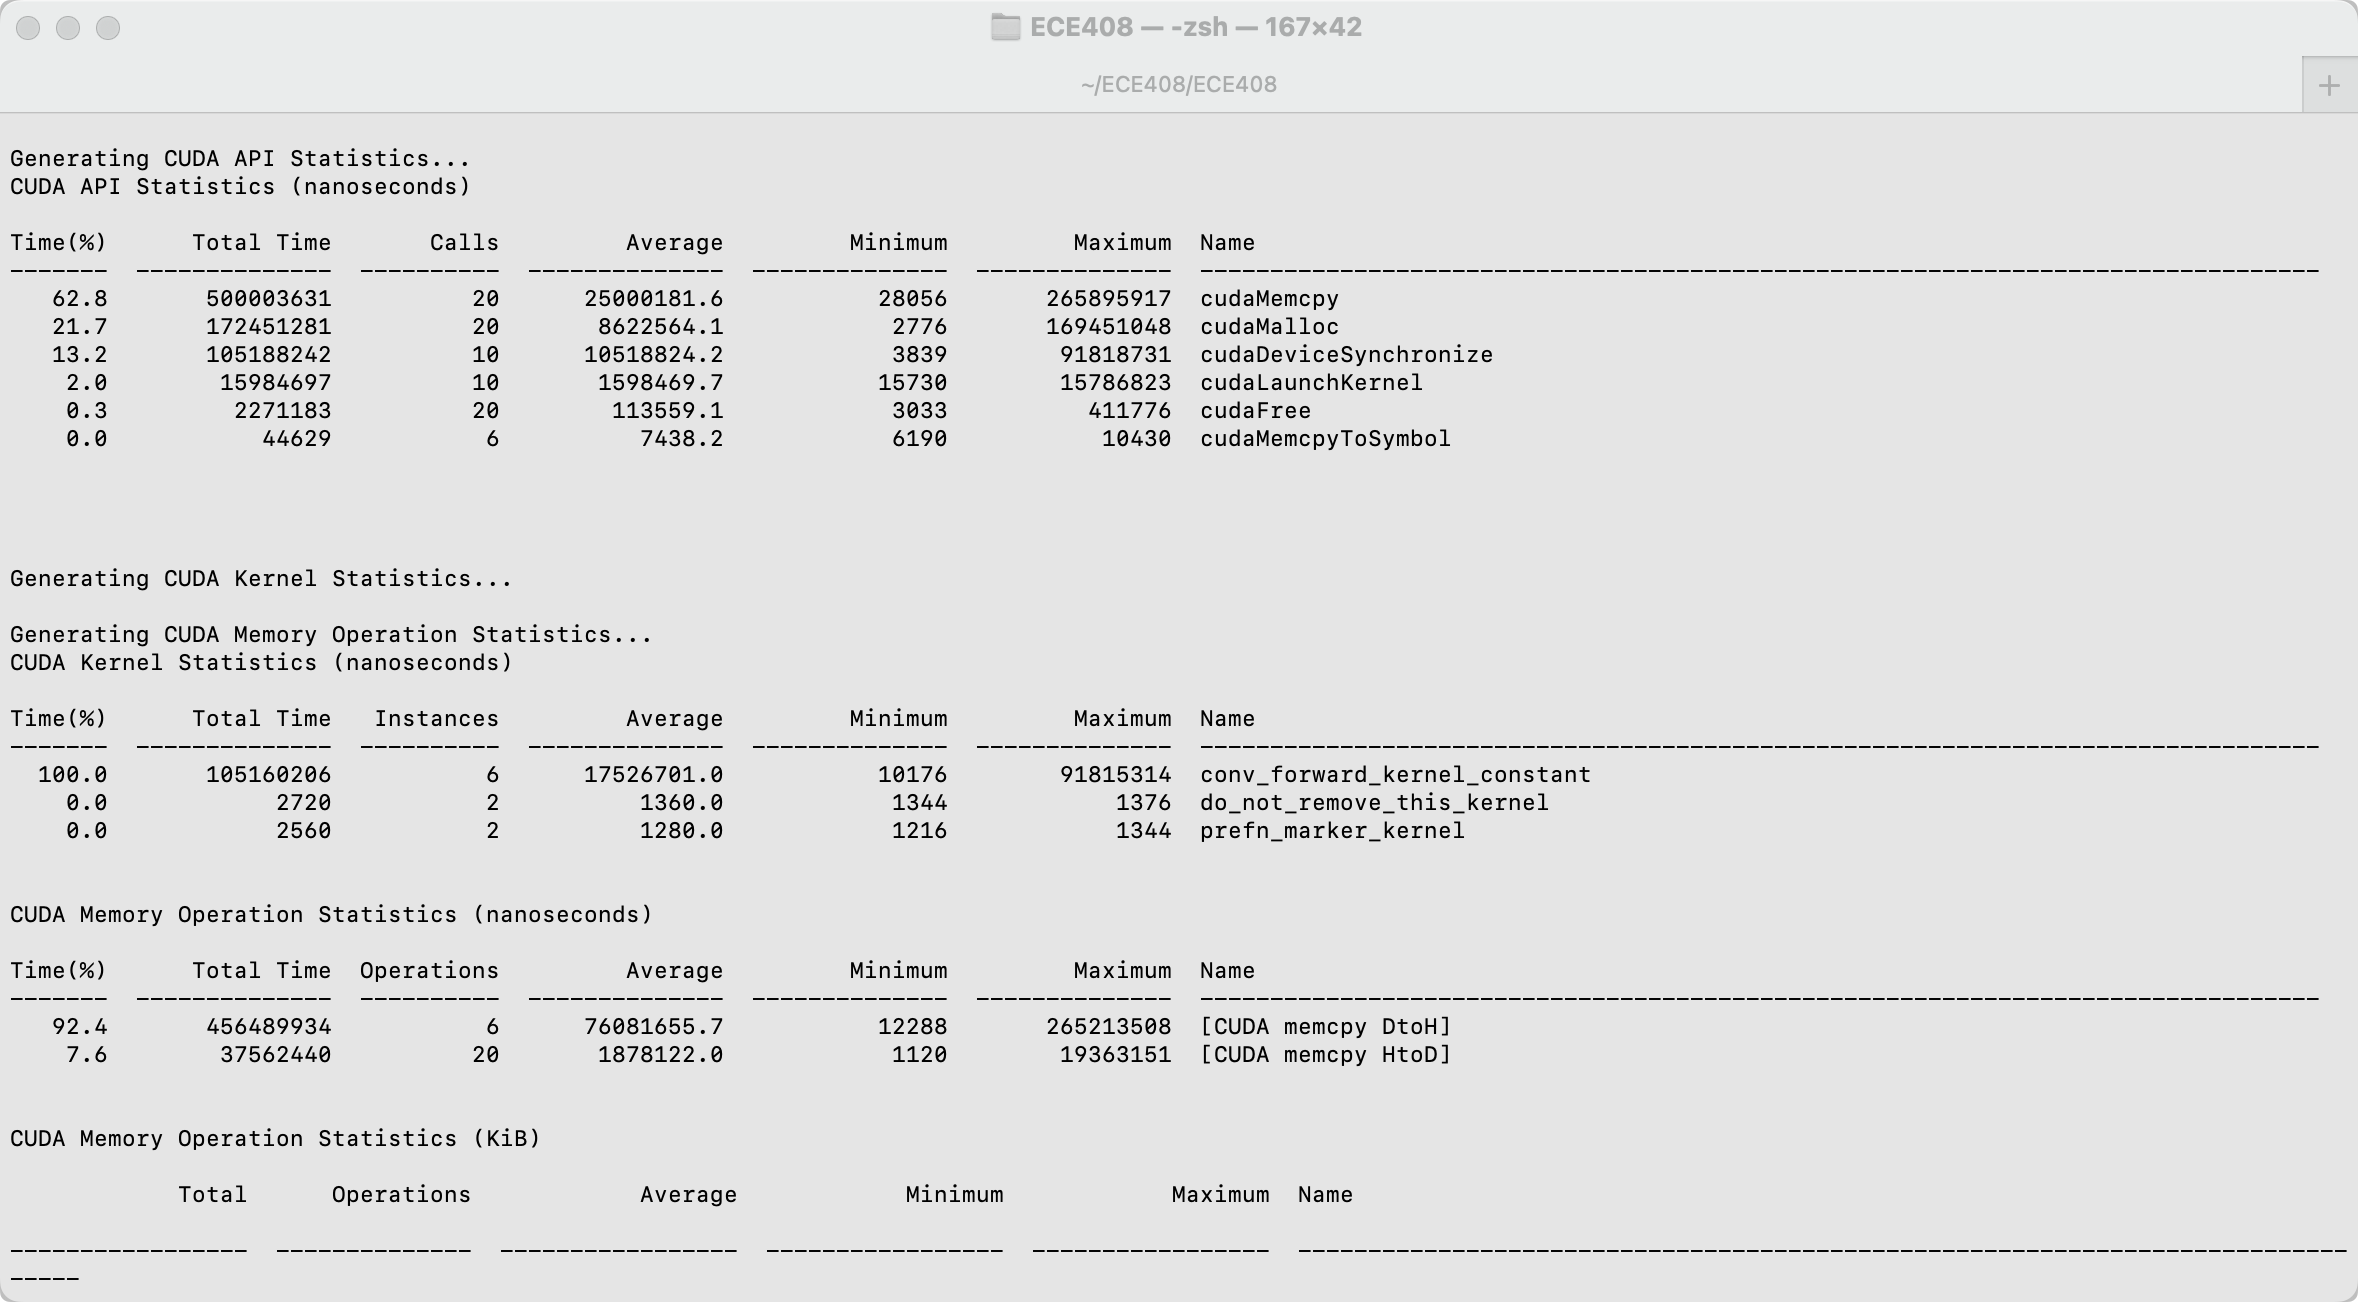 ECE408 — -zsh — 167×42
~/ECE408/ECE408
+
Generating CUDA API Statistics...
CUDA API Statistics (nanoseconds)
Time(%)      Total Time       Calls         Average         Minimum         Maximum  Name
-------  --------------  ----------  --------------  --------------  --------------  --------------------------------------------------------------------------------
   62.8       500003631          20      25000181.6           28056       265895917  cudaMemcpy
   21.7       172451281          20       8622564.1            2776       169451048  cudaMalloc
   13.2       105188242          10      10518824.2            3839        91818731  cudaDeviceSynchronize
    2.0        15984697          10       1598469.7           15730        15786823  cudaLaunchKernel
    0.3         2271183          20        113559.1            3033          411776  cudaFree
    0.0           44629           6          7438.2            6190           10430  cudaMemcpyToSymbol
Generating CUDA Kernel Statistics...
Generating CUDA Memory Operation Statistics...
CUDA Kernel Statistics (nanoseconds)
Time(%)      Total Time   Instances         Average         Minimum         Maximum  Name
-------  --------------  ----------  --------------  --------------  --------------  --------------------------------------------------------------------------------
  100.0       105160206           6      17526701.0           10176        91815314  conv_forward_kernel_constant
    0.0            2720           2          1360.0            1344            1376  do_not_remove_this_kernel
    0.0            2560           2          1280.0            1216            1344  prefn_marker_kernel
CUDA Memory Operation Statistics (nanoseconds)
Time(%)      Total Time  Operations         Average         Minimum         Maximum  Name
-------  --------------  ----------  --------------  --------------  --------------  --------------------------------------------------------------------------------
   92.4       456489934           6      76081655.7           12288       265213508  [CUDA memcpy DtoH]
    7.6        37562440          20       1878122.0            1120        19363151  [CUDA memcpy HtoD]
CUDA Memory Operation Statistics (KiB)
            Total      Operations            Average            Minimum            Maximum  Name
-----------------  --------------  -----------------  -----------------  -----------------  ---------------------------------------------------------------------------
-----